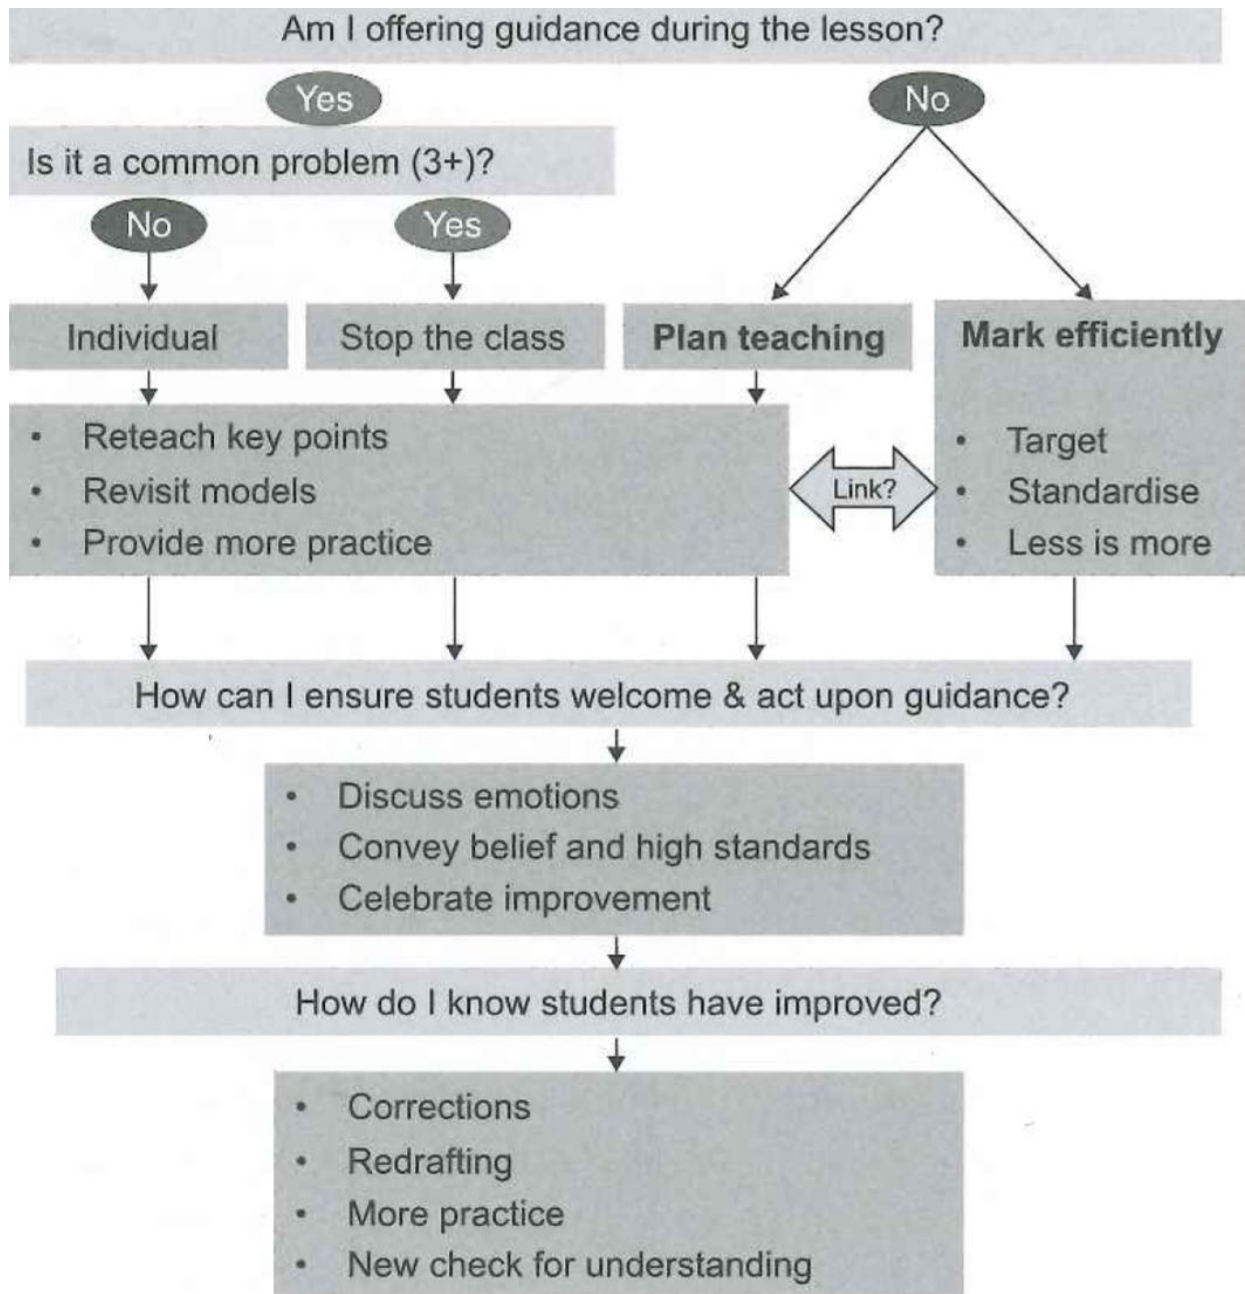 Am I offering guidance during the lesson?
Yes
No
Is it a common problem (3+)?
No
Yes
Individual
Stop the class
Plan teaching
Mark efficiently
• Reteach key points
• Revisit models
• Provide more practice
Link?
• Target
• Standardise
• Less is more
How can I ensure students welcome & act upon guidance?
• Discuss emotions
• Convey belief and high standards
• Celebrate improvement
How do I know students have improved?
• Corrections
• Redrafting
• More practice
• New check for understanding